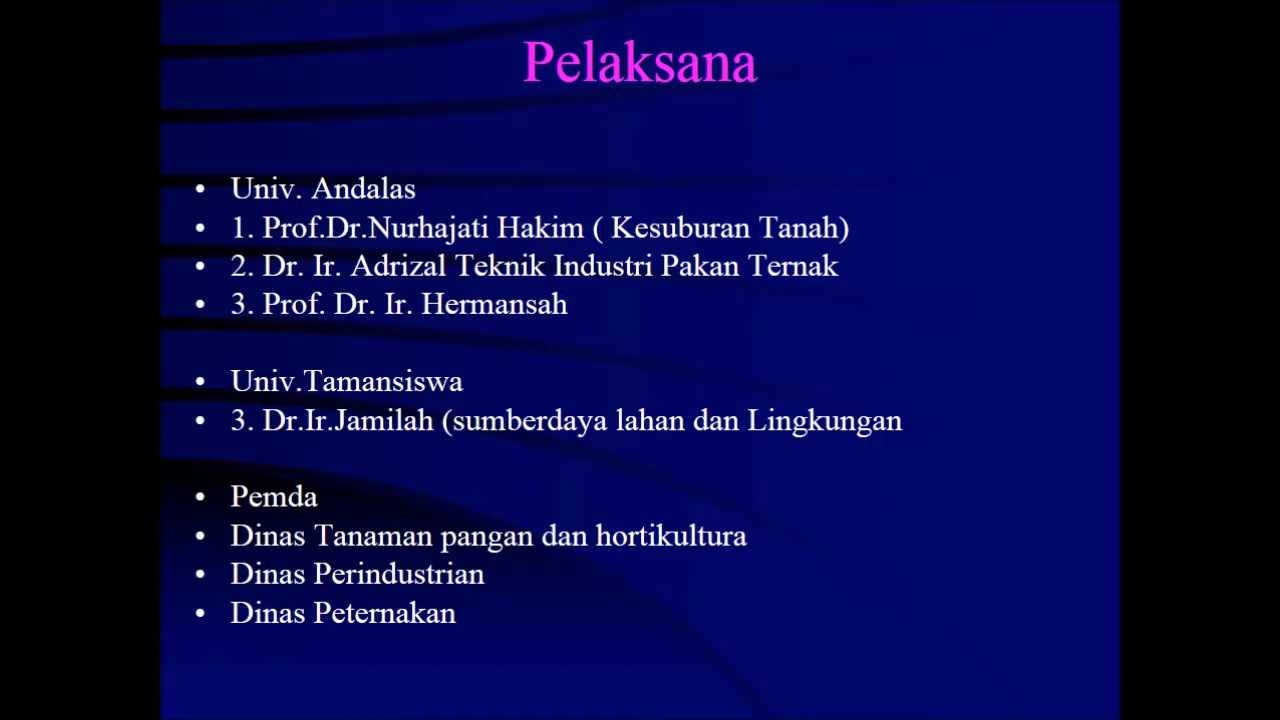 Pelaksana
• Univ. Andalas
• 1. Prof.Dr.Nurhajati Hakim ( Kesuburan Tanah)
• 2. Dr. Ir. Adrizal Teknik Industri Pakan Ternak
• 3. Prof. Dr. Ir. Hermansah
• Univ.Tamansiswa
• 3. Dr.Ir.Jamilah (sumberdaya lahan dan Lingkungan
• Pemda
• Dinas Tanaman pangan dan hortikultura
• Dinas Perindustrian
• Dinas Peternakan